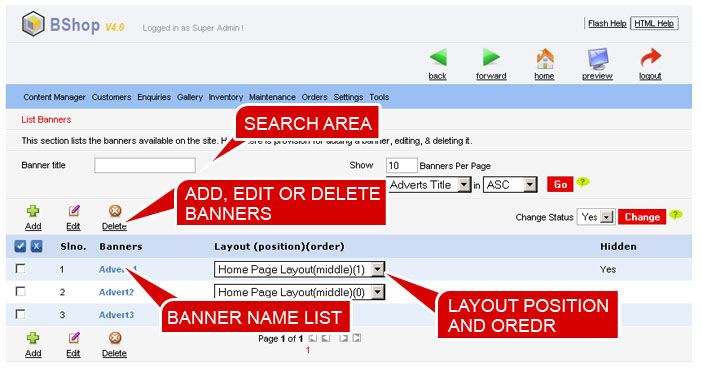 BShop V4.0
Logged in as Super Admin !
Flash Help
HTML Help
back
forward
home
preview
logout
Content Manager Customers Enquiries Gallery Inventory Maintenance Orders Settings Tools
List Banners
SEARCH AREA
This section lists the banners available on the site. provision for adding a banner, editing, & deleting it.
Banner title
Show 10 Banners Per Page
Adverts Title in ASC Go ?
ADD, EDIT OR DELETE
BANNERS
Add Edit Delete
Change Status Yes Change ?
X Slno. Banners Layout (position)(order) Hidden
1 Home Page Layout(middle)(1) Yes
2 Advert2 Home Page Layout(middle)(0)
3 Advert3
BANNER NAME LIST
LAYOUT POSITION
AND OREDR
Add Edit Delete
Page 1 of 1
1